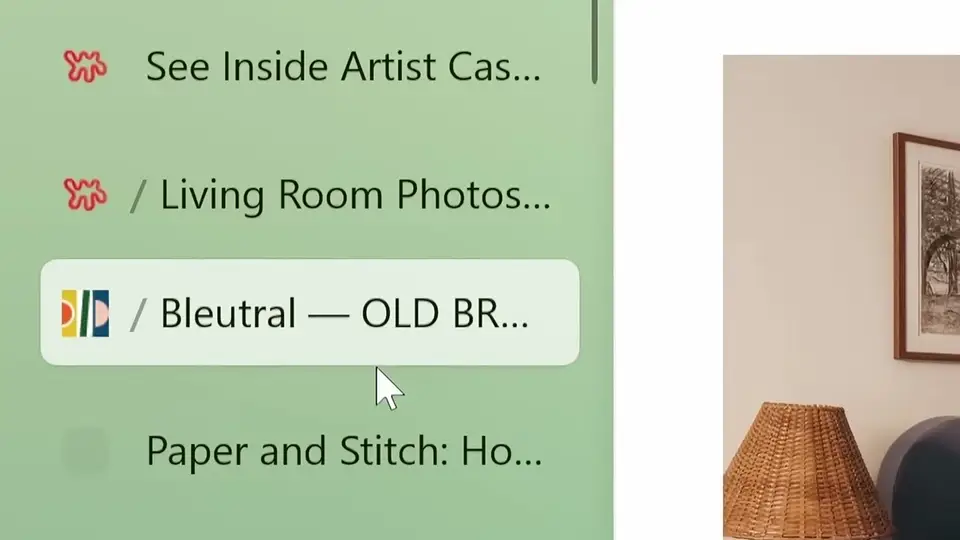 See Inside Artist Cas...
/ Living Room Photos...
/ Bleutral — OLD BR...
Paper and Stitch: Ho...